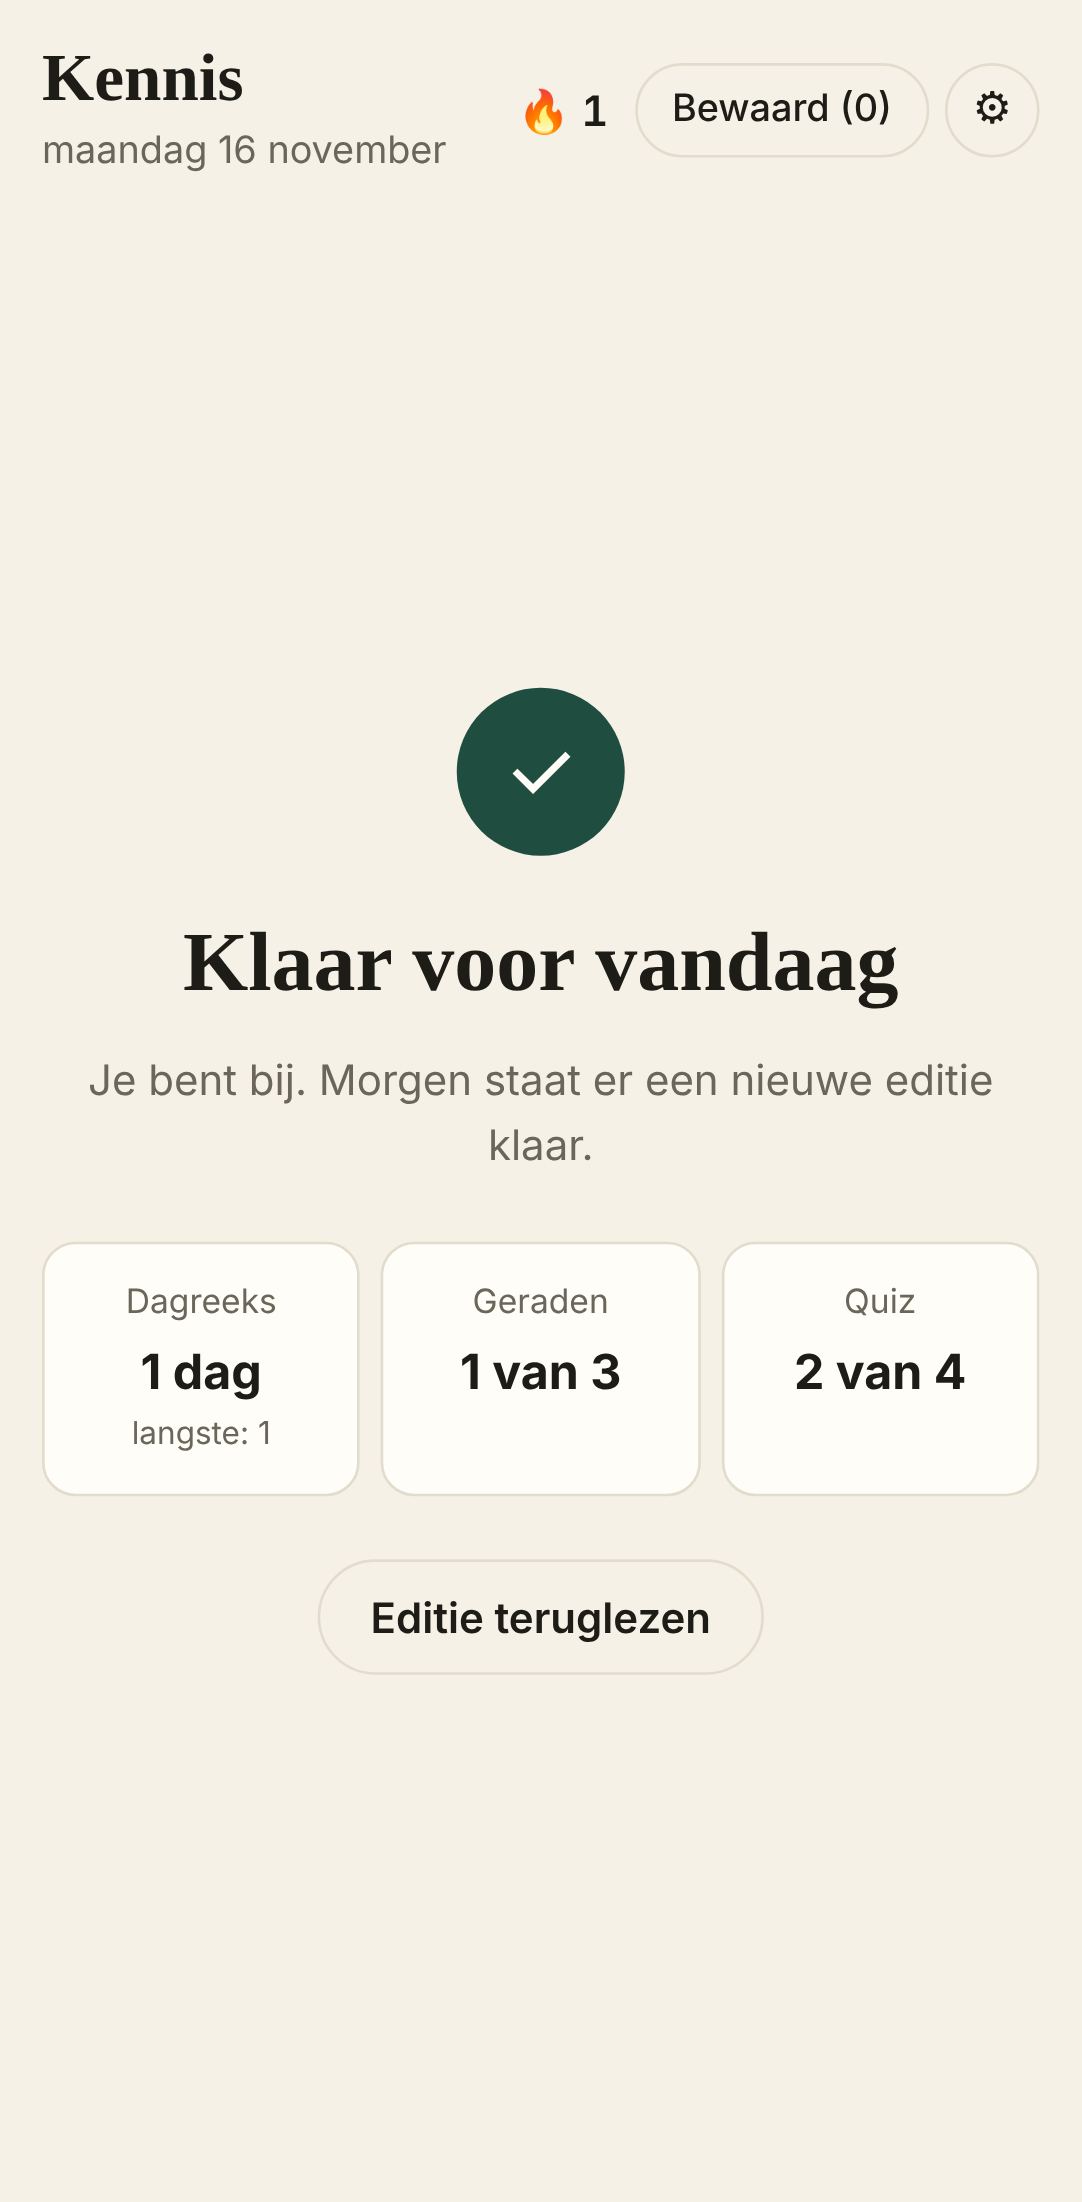 Kennis
maandag 16 november
🔥 1
Bewaard (0)
⚙
Klaar voor vandaag
Je bent bij. Morgen staat er een nieuwe editie
klaar.
Dagreeks
1 dag
langste: 1
Geraden
1 van 3
Quiz
2 van 4
Editie teruglezen